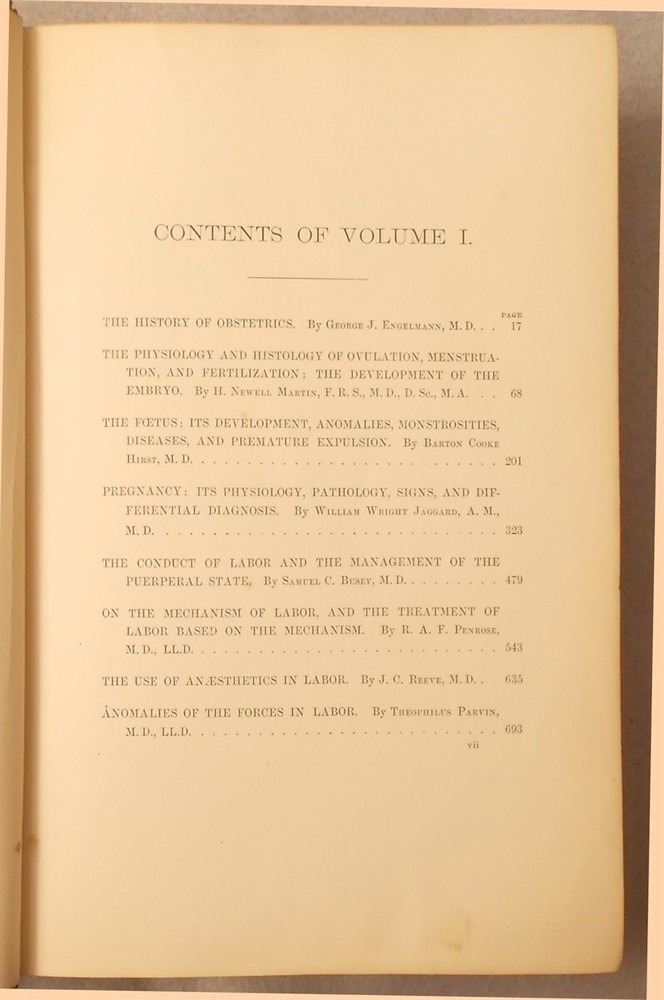 CONTENTS OF VOLUME I.
PAGE
THE HISTORY OF OBSTETRICS. By George J. Engelmann, M. D. . . 17
THE PHYSIOLOGY AND HISTOLOGY OF OVULATION, MENSTRUA-
TION, AND FERTILIZATION: THE DEVELOPMENT OF THE
EMBRYO. By H. Newell Martin, F. R. S., M. D., D. Sc., M. A. . . 68
THE FŒTUS: ITS DEVELOPMENT, ANOMALIES, MONSTROSITIES,
DISEASES, AND PREMATURE EXPULSION. By Barton Cooke
Hirst, M. D. . . . . . . . . . . . . . . . . . . . . . . . . . . . 201
PREGNANCY: ITS PHYSIOLOGY, PATHOLOGY, SIGNS, AND DIF-
FERENTIAL DIAGNOSIS. By William Wright Jaggard, A. M.,
M. D. . . . . . . . . . . . . . . . . . . . . . . . . . . . . . . 323
THE CONDUCT OF LABOR AND THE MANAGEMENT OF THE
PUERPERAL STATE. By Samuel C. Busey, M. D. . . . . . . . . 479
ON THE MECHANISM OF LABOR, AND THE TREATMENT OF
LABOR BASED ON THE MECHANISM. By R. A. F. Penrose,
M. D., LL.D. . . . . . . . . . . . . . . . . . . . . . . . . . . . 543
THE USE OF ANÆSTHETICS IN LABOR. By J. C. Reeve, M. D. . . 635
ANOMALIES OF THE FORCES IN LABOR. By Theophilus Parvin,
M. D., LL.D. . . . . . . . . . . . . . . . . . . . . . . . . . . . 693
vii